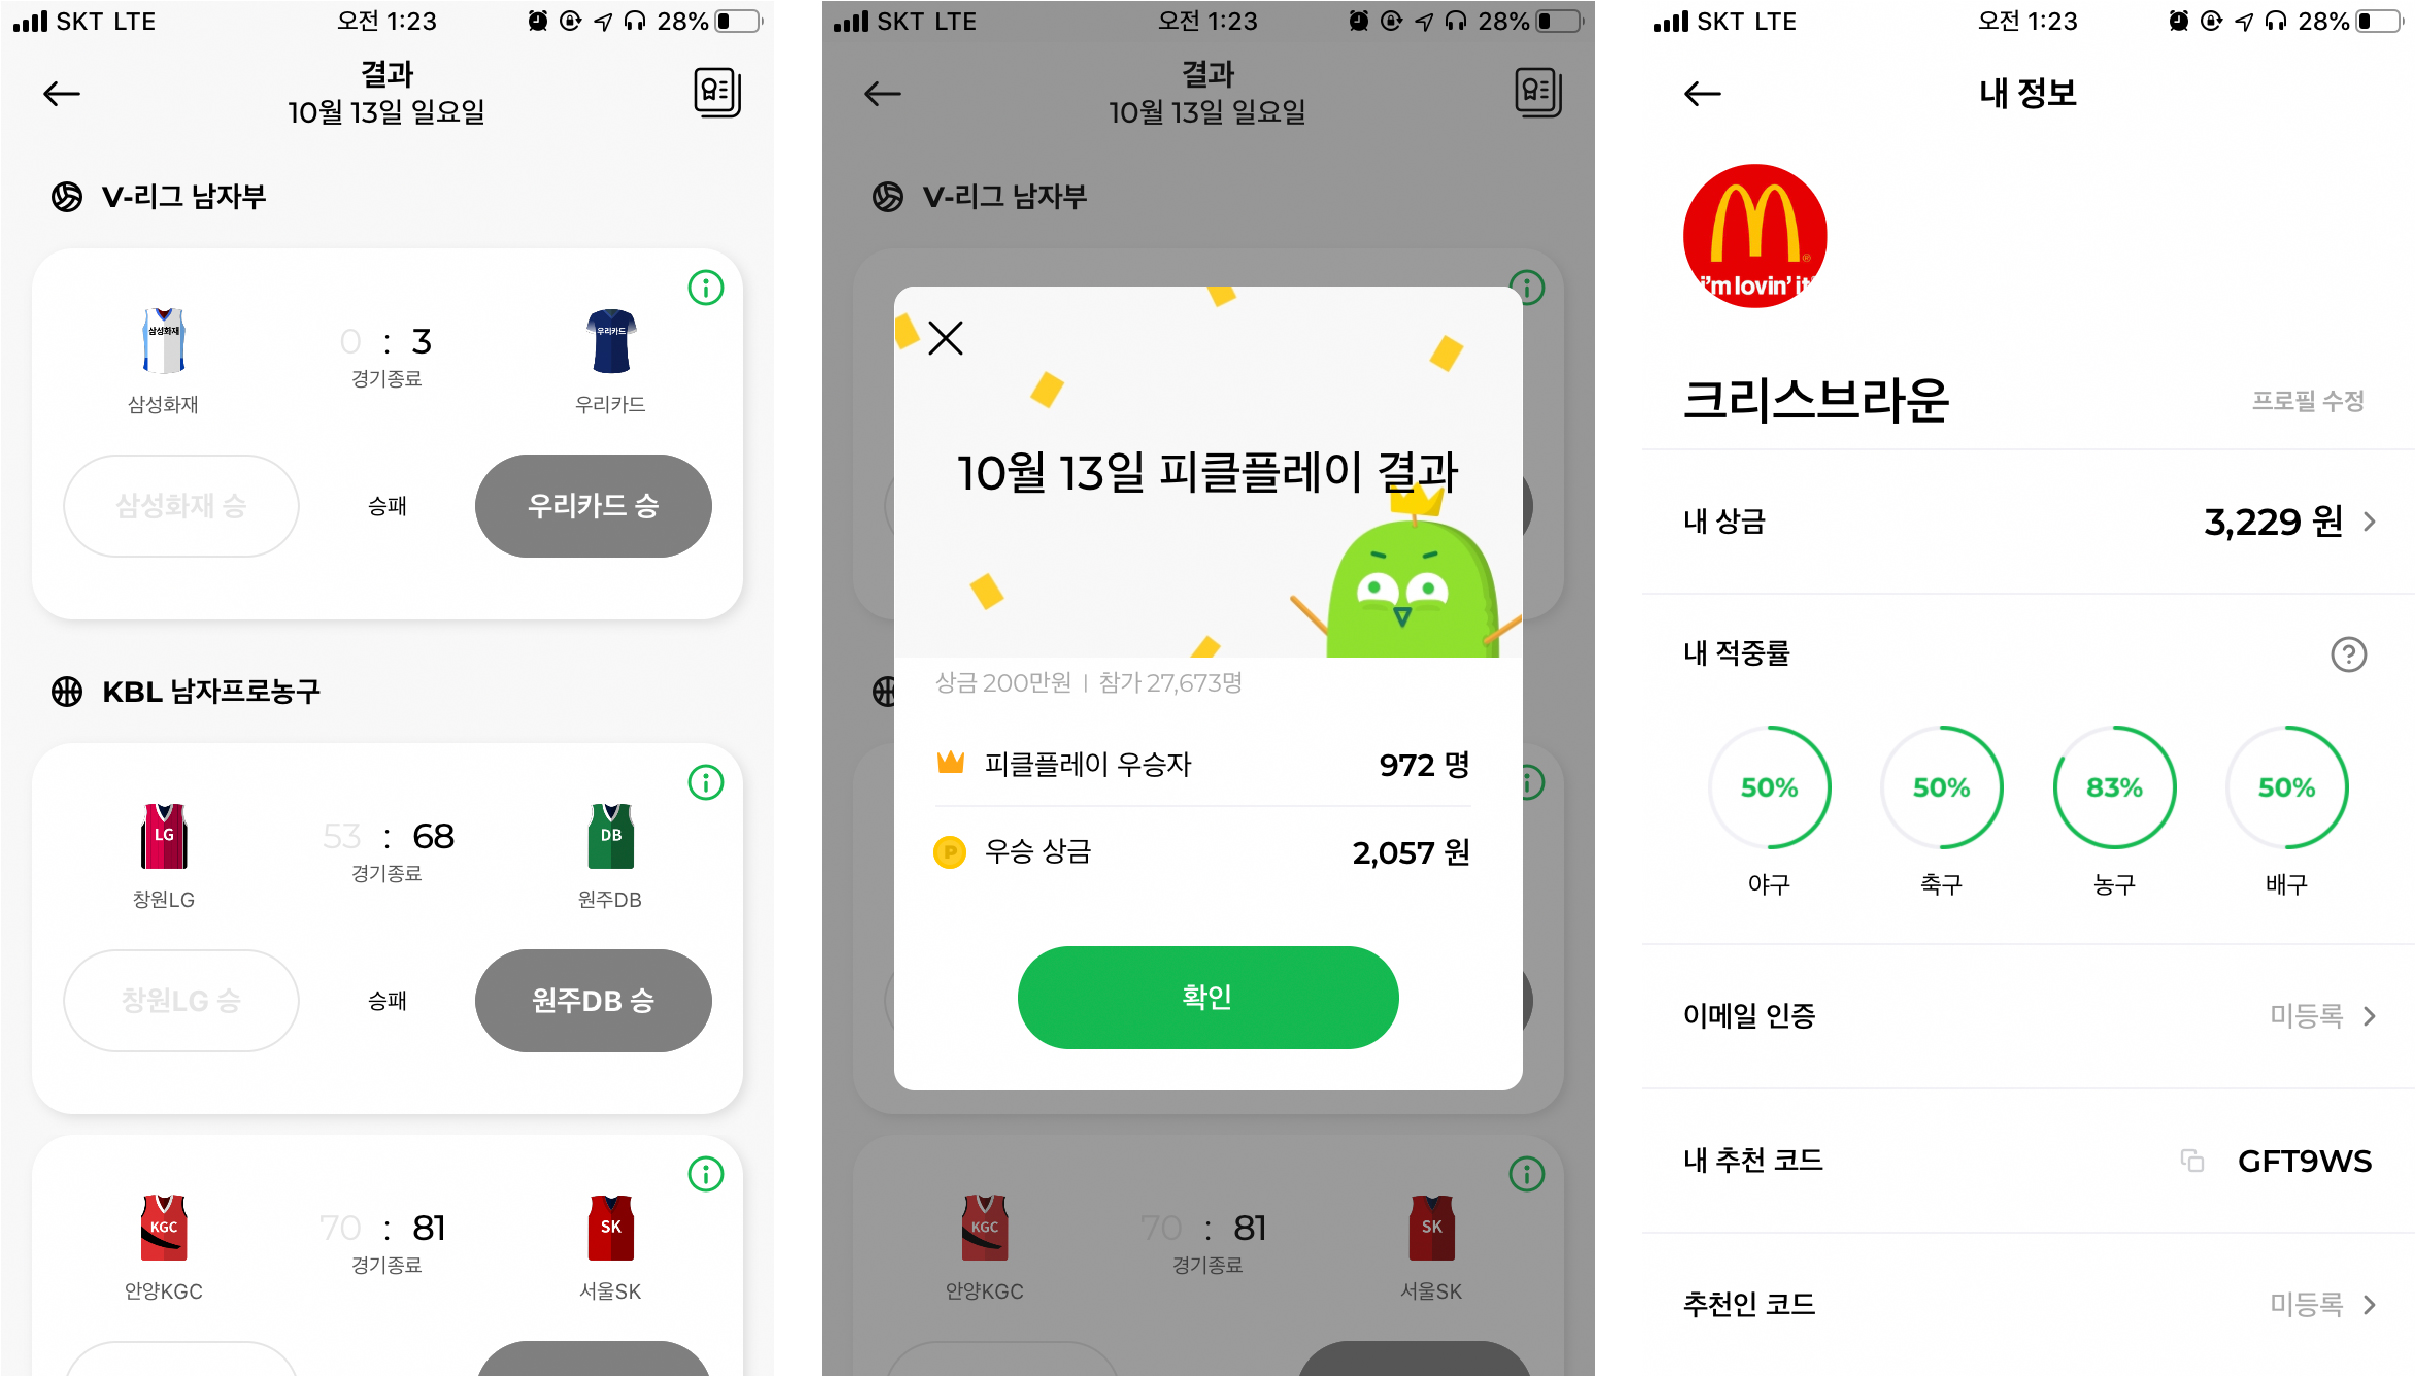 SKT LTE 오전 1:23 28%
결과
10월 13일 일요일
V-리그 남자부
삼성화재 우리카드
0 : 3
경기종료
삼성화재 우리카드
삼성화재 승 승패 우리카드 승
KBL 남자프로농구
LG DB
53 : 68
경기종료
창원LG 원주DB
창원LG 승 승패 원주DB 승
KGC SK
70 : 81
경기종료
안양KGC 서울SK
SKT LTE 오전 1:23 28%
결과
10월 13일 일요일
V-리그 남자부
10월 13일 피클플레이 결과
상금 200만원 | 참가 27,673명
피클플레이 우승자 972 명
P 우승 상금 2,057 원
확인
KGC SK
70 : 81
경기종료
안양KGC 서울SK
SKT LTE 오전 1:23 28%
내 정보
i'm lovin' it
크리스브라운 프로필 수정
내 상금 3,229 원
내 적중률 ?
50% 50% 83% 50%
야구 축구 농구 배구
이메일 인증 미등록
내 추천 코드 GFT9WS
추천인 코드 미등록